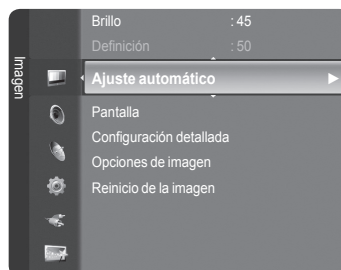 Imagen
Brillo : 45
Definición : 50
Ajuste automático
Pantalla
Configuración detallada
Opciones de imagen
Reinicio de la imagen